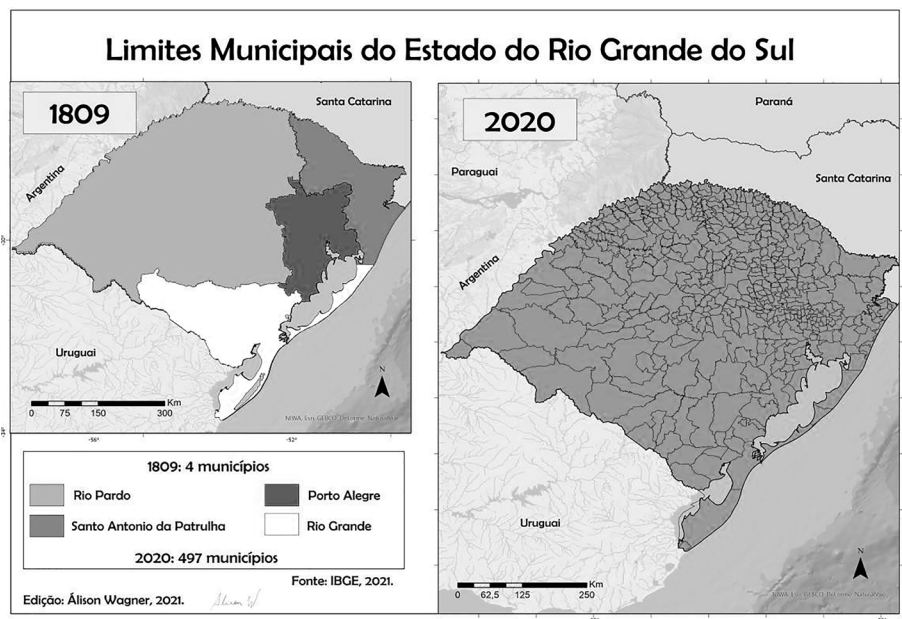 Limites Municipais do Estado do Rio Grande do Sul
1809
Santa Catarina
Argentina
Uruguai
N
0 75 150 300 Km
-30°
-56°
-52°
2020
Paraná
Paraguai
Santa Catarina
Argentina
Uruguai
N
0 62,5 125 250 Km
1809: 4 municípios
Rio Pardo
Porto Alegre
Santo Antonio da Patrulha
Rio Grande
2020: 497 municípios
Fonte: IBGE, 2021.
Edição: Álison Wagner, 2021.